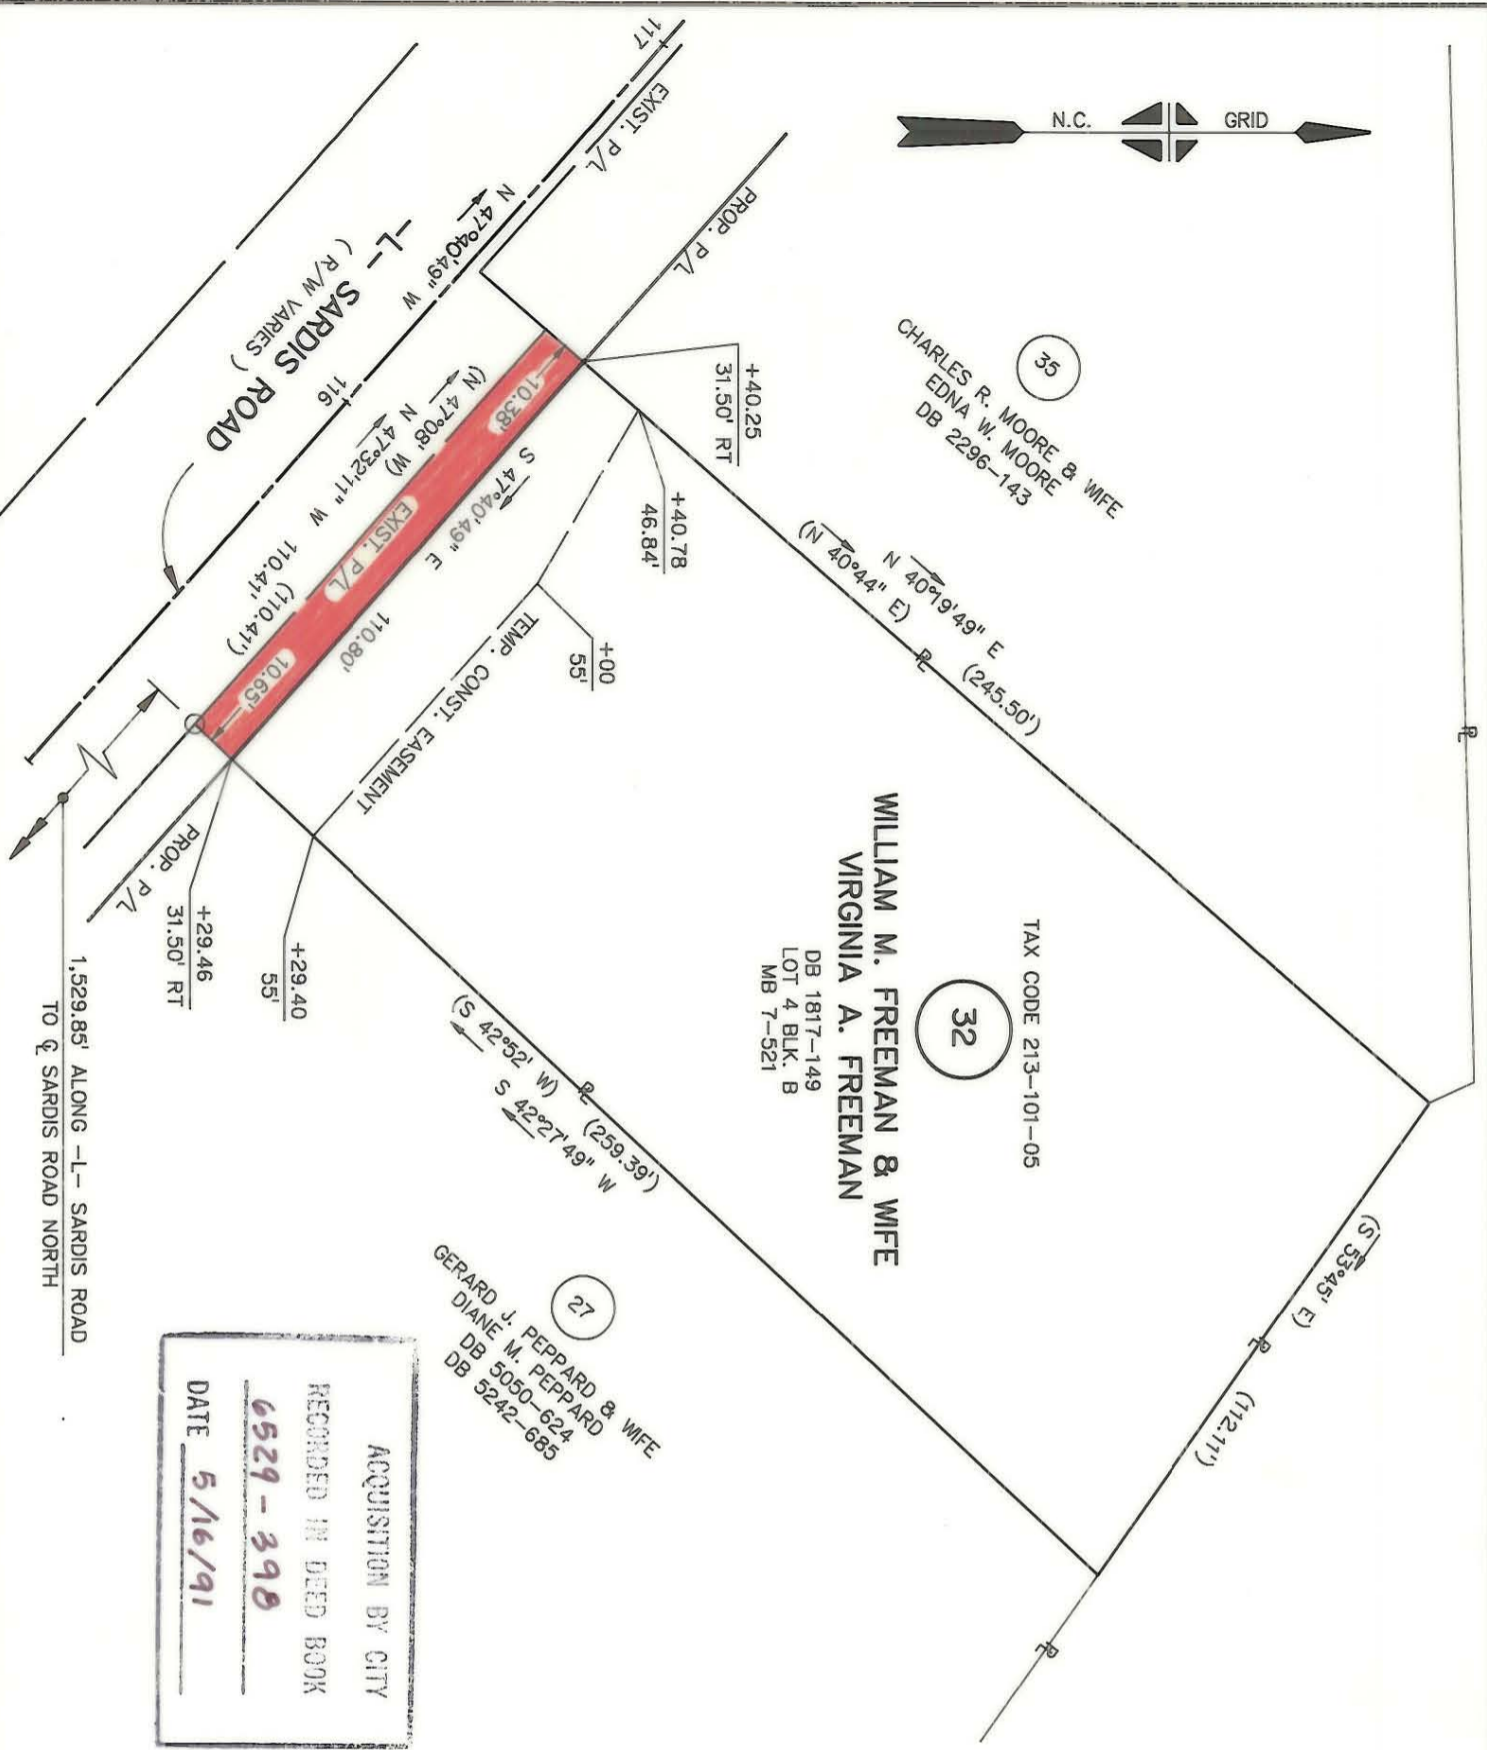 N.C. GRID
117
EXIST. P/L
PROP. P/L
N 47°40'49" W
-L- SARDIS ROAD
( R/W VARIES )
116
35
CHARLES R. MOORE & WIFE
EDNA W. MOORE
DB 2296-143
+40.25
31.50' RT
+40.78
46.84'
+00
55'
10.38'
(N 47°08' W)
N 47°32'11" W
110.41'
(110.41')
EXIST. P/L
S 47°40'49" E
110.80'
10.65'
TEMP. CONST. EASEMENT
N 40°19'49" E
(N 40°44" E)
PL
(245.50')
PL
TAX CODE 213-101-05
32
WILLIAM M. FREEMAN & WIFE
VIRGINIA A. FREEMAN
DB 1817-149
LOT 4 BLK. B
MB 7-521
(S 53°45' E)
PL
(112.11')
PL
(S 42°52' W)
PL
(259.39')
S 42°27'49" W
+29.40
55'
+29.46
31.50' RT
PROP. P/L
1,529.85' ALONG -L- SARDIS ROAD
TO CL SARDIS ROAD NORTH
27
GERARD J. PEPPARD & WIFE
DIANE M. PEPPARD
DB 5050-624
DB 5242-685
ACQUISITION BY CITY
RECORDED IN DEED BOOK
6529-398
DATE 5/16/91